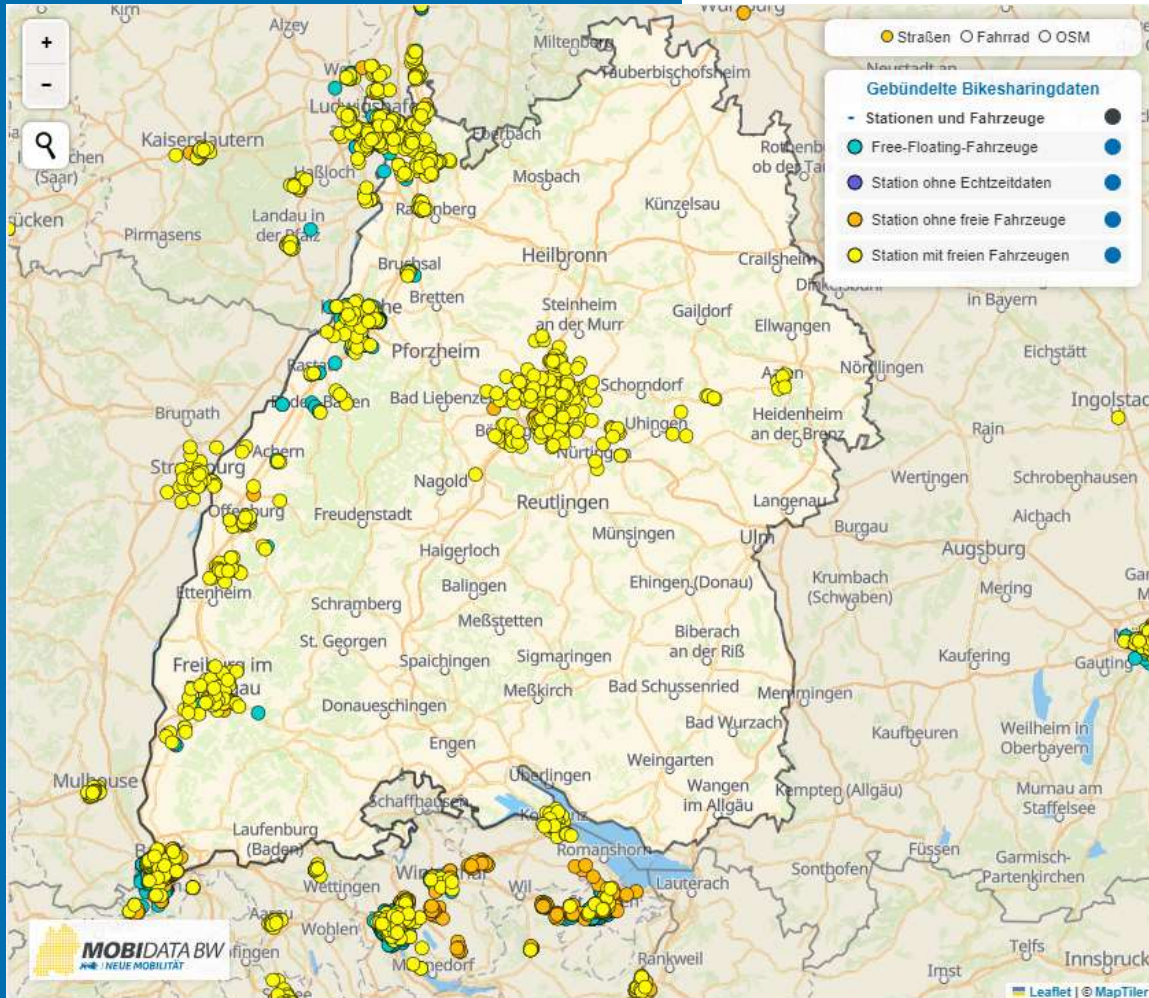 Kirn
Alzey
Miltenberg
Tauberbischofsheim
Straßen Fahrrad OSM
Gebündelte Bikesharingdaten
- Stationen und Fahrzeuge
Free-Floating-Fahrzeuge
Station ohne Echtzeitdaten
Station ohne freie Fahrzeuge
Station mit freien Fahrzeugen
+
−
Kaiserslautern
Eberbach
Haßloch
Mosbach
Künzelsau
Landau in
der Pfalz
Pirmasens
Heilbronn
Crailsheim
Bruchsal
Bretten
Steinheim
an der Murr
Gaildorf
Ellwangen
in Bayern
Pforzheim
Eichstätt
Nördlingen
Bad Liebenzell
Schorndorf
Ingolstadt
Brumath
Uhingen
Heidenheim
an der Brenz
Rain
Achern
Nürtingen
Nagold
Wertingen
Schrobenhausen
Reutlingen
Langenau
Freudenstadt
Aichach
Münsingen
Burgau
Ulm
Haigerloch
Augsburg
Ettenheim
Balingen
Ehingen (Donau)
Krumbach
(Schwaben)
Mering
Schramberg
Meßstetten
St. Georgen
Biberach
an der Riß
Freiburg im
Spaichingen
Sigmaringen
Kaufering
Gauting
Meßkirch
Bad Schussenried
Memmingen
Donaueschingen
Bad Wurzach
Kaufbeuren
Weilheim in
Oberbayern
Engen
Weingarten
Mulhouse
Überlingen
Wangen
im Allgäu
Kempten (Allgäu)
Murnau am
Staffelsee
Schaffhausen
Laufenburg
(Baden)
Romanshorn
Sonthofen
Füssen
Garmisch-
Partenkirchen
Wettingen
Wil
Lauterach
Aarau
Wohlen
MOBIDATA BW
NEUE MOBILITÄT
Rankweil
Telfs
Imst
Innsbruck
Leaflet | © MapTiler